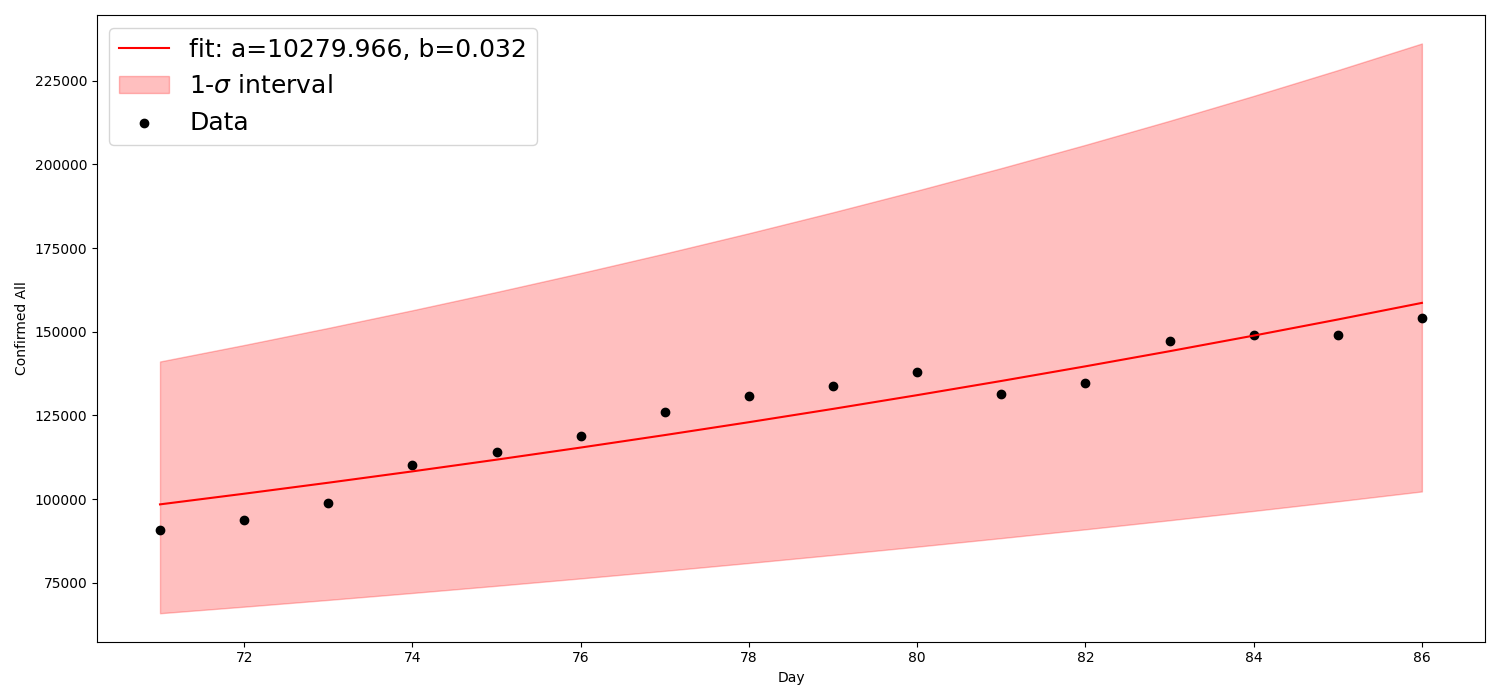 fit: a=10279.966, b=0.032
1-σ interval
Data
225000
200000
175000
150000
125000
100000
75000
Confirmed All
72 74 76 78 80 82 84 86
Day